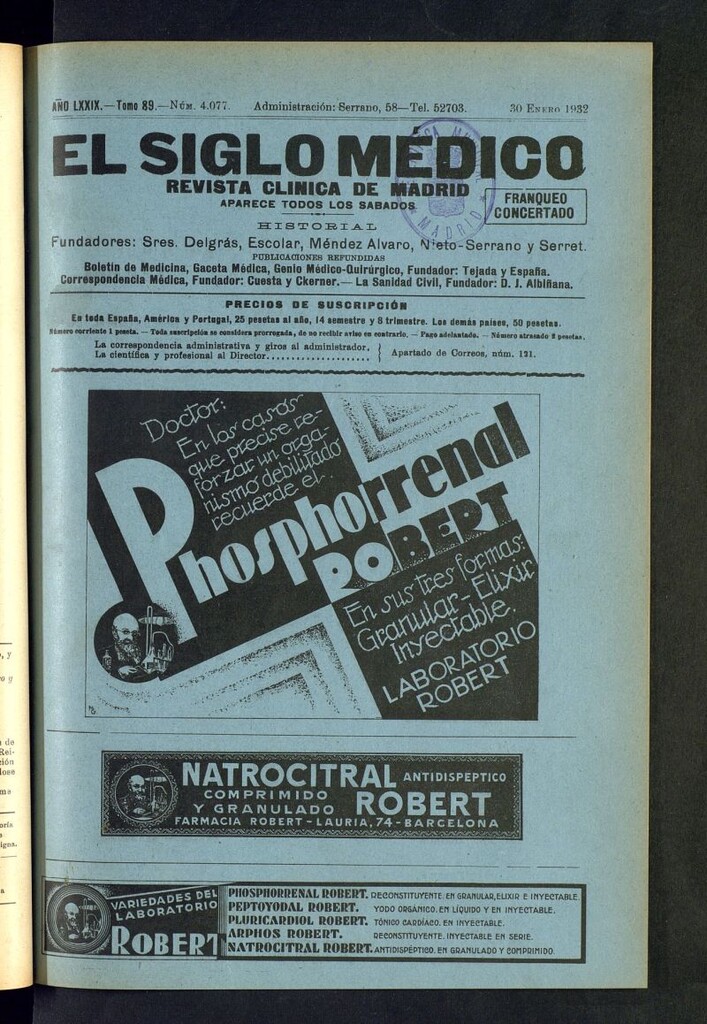 AÑO LXXIX.—Tomo 89.—NÚM. 4.077. Administración: Serrano, 58—Tel. 52703. 30 ENERO 1932
EL SIGLO MÉDICO
REVISTA CLINICA DE MADRID
APARECE TODOS LOS SABADOS
FRANQUEO
CONCERTADO
MADRID
HISTORIAL
Fundadores: Sres. Delgrás, Escolar, Méndez Alvaro, Nieto-Serrano y Serret.
PUBLICACIONES REFUNDIDAS
Boletín de Medicina, Gaceta Médica, Genio Médico-Quirúrgico, Fundador: Tejada y España.
Correspondencia Médica, Fundador: Cuesta y Ckerner.— La Sanidad Civil, Fundador: D. J. Albiñana.
PRECIOS DE SUSCRIPCIÓN
En toda España, América y Portugal, 25 pesetas al año, 14 semestre y 8 trimestre. Los demás países, 50 pesetas.
Número corriente 1 peseta. — Toda suscripción se considera prorrogada, de no recibir aviso en contrario. — Pago adelantado. — Número atrasado 2 pesetas.
La correspondencia administrativa y giros al administrador.
La científica y profesional al Director....................
Apartado de Correos, núm. 121.
Doctor:
En los casos
que precise re-
forzar un orga-
nismo debilitado
recuerde el..
Phosphorrenal
ROBERT
En sus tres formas:
Granular - Elixir
Inyectable.
LABORATORIO
ROBERT
NATROCITRAL ANTIDISPEPTICO
COMPRIMIDO
Y GRANULADO ROBERT
FARMACIA ROBERT - LAURIA, 74 - BARCELONA
VARIEDADES DEL
LABORATORIO
ROBERT
PHOSPHORRENAL ROBERT. RECONSTITUYENTE. EN GRANULAR, ELIXIR E INYECTABLE.
PEPTOYODAL ROBERT. YODO ORGÁNICO. EN LÍQUIDO Y EN INYECTABLE.
PLURICARDIOL ROBERT. TÓNICO CARDÍACO. EN INYECTABLE.
ARPHOS ROBERT. RECONSTITUYENTE. INYECTABLE EN SERIE.
NATROCITRAL ROBERT. ANTIDISPÉPTICO. EN GRANULADO Y COMPRIMIDO.